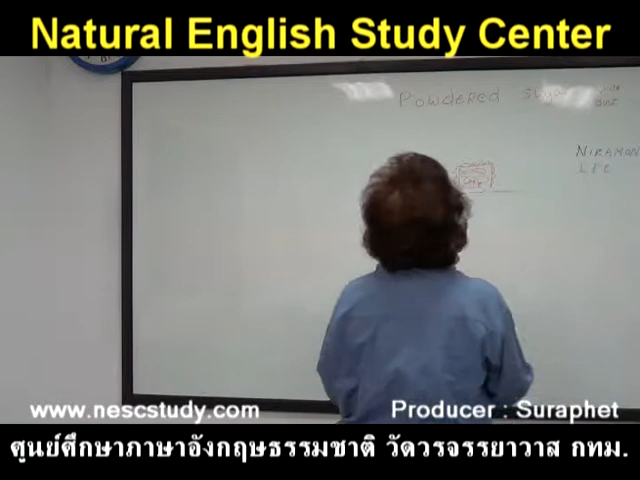 Natural English Study Center
Powdered sugar
dust
NIRAMON
www.nescstudy.com
Producer : Suraphet
ศูนย์ศึกษาภาษาอังกฤษธรรมชาติ วัดวรจรรยาวาส กทม.